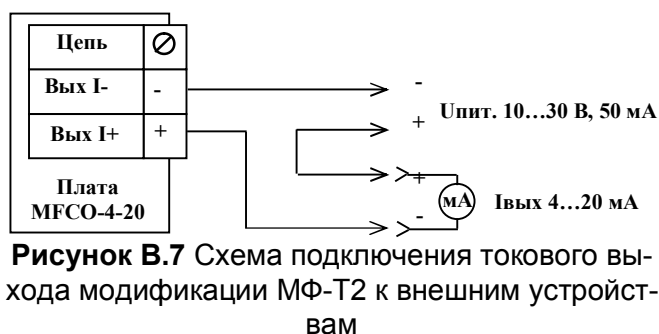 Цепь
Вых I- -
Вых I+ +
Плата
MFCO-4-20
-
+ Uпит. 10...30 В, 50 мА
+
мА Iвых 4...20 мА
-
Рисунок В.7 Схема подключения токового вы-
хода модификации МФ-Т2 к внешним устройст-
вам